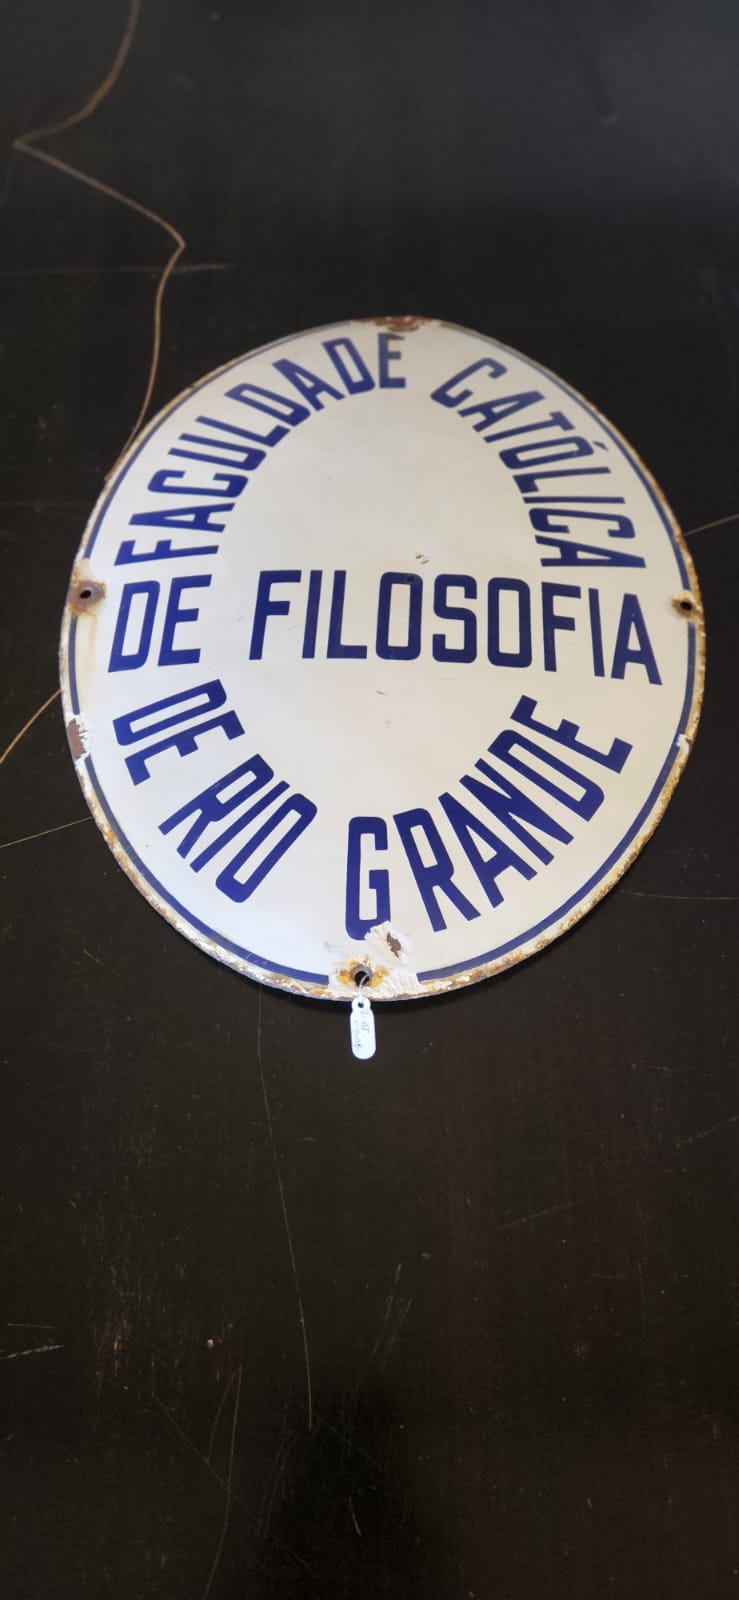 FACULDADE CATÓLICA
DE FILOSOFIA
DE RIO GRANDE